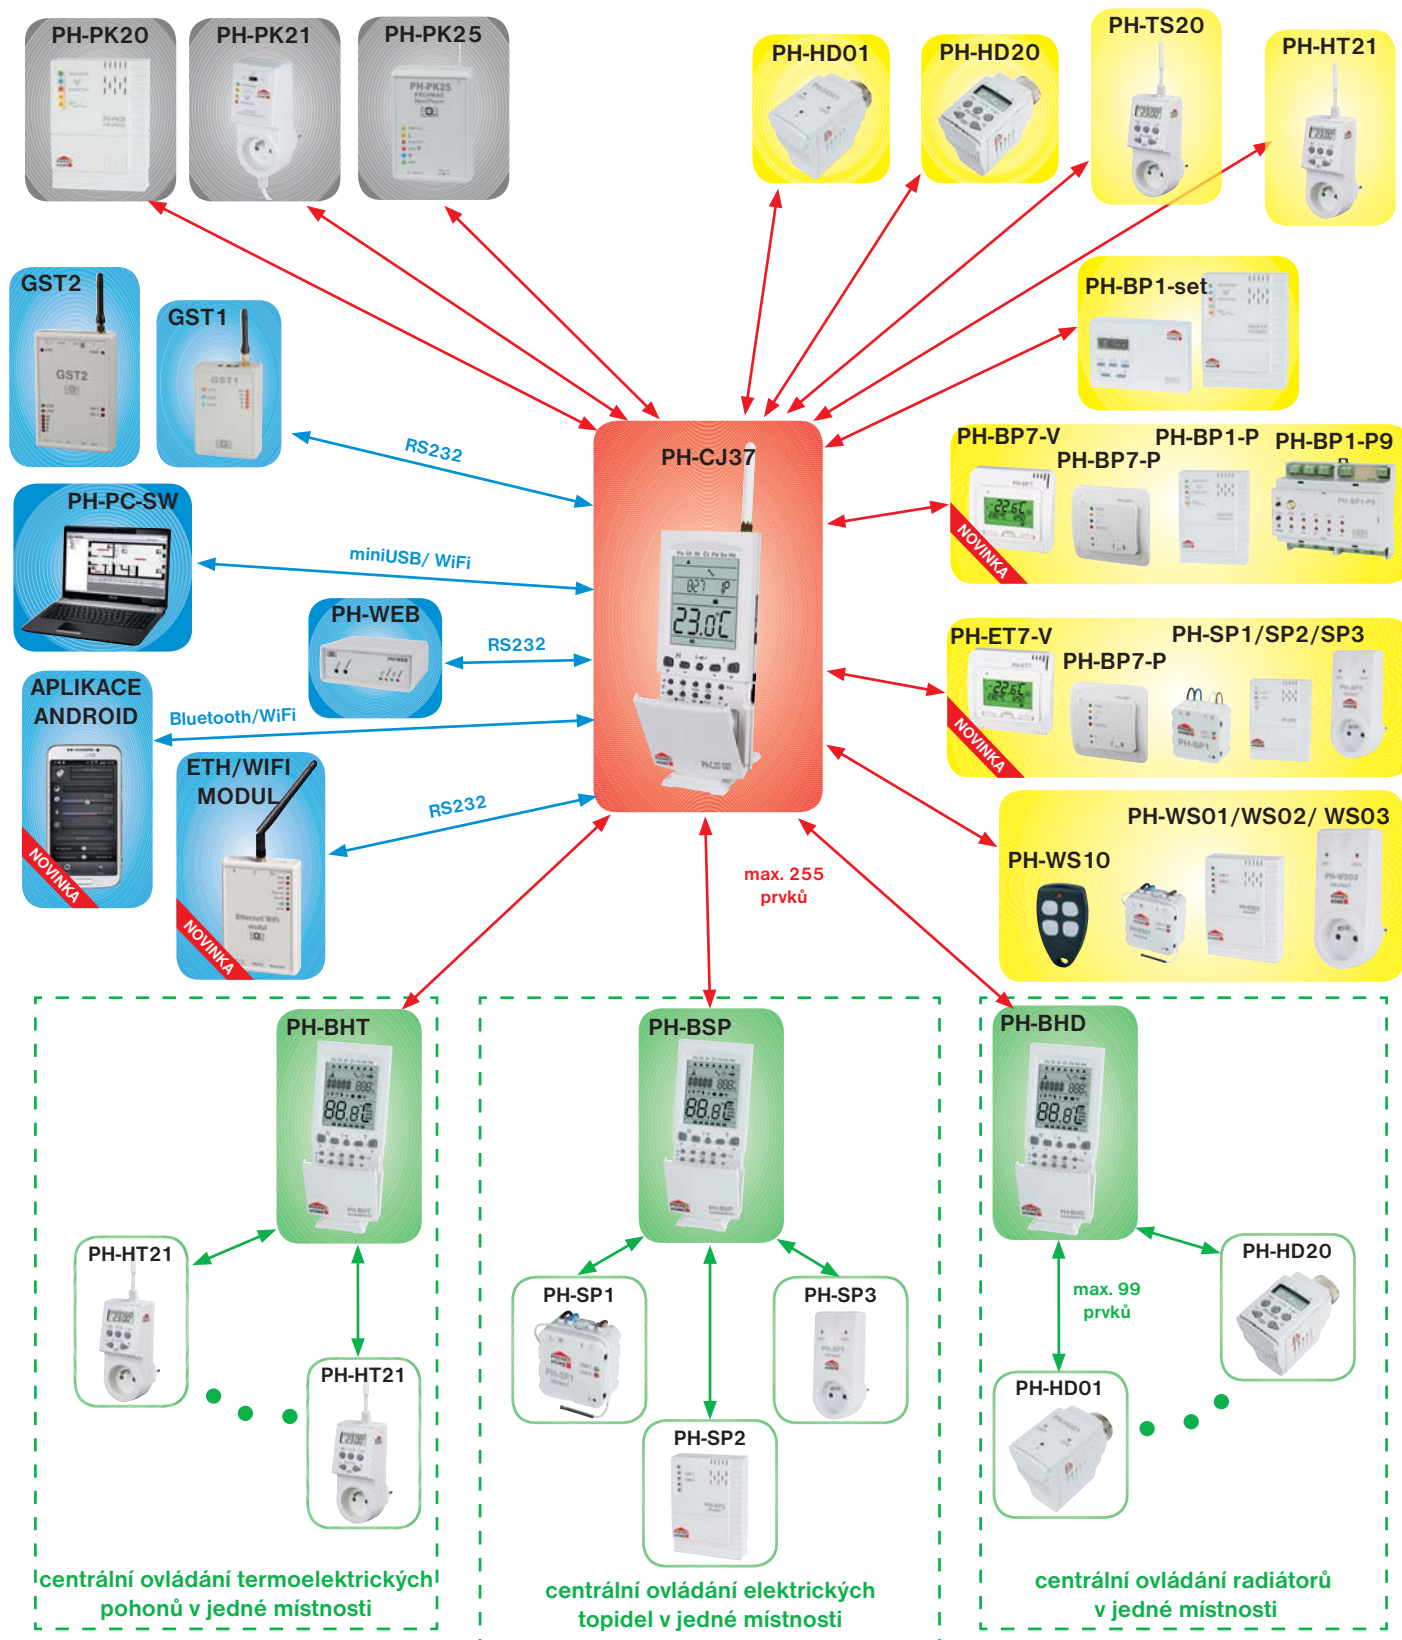 PH-PK20
PH-PK21
PH-PK25
PH-HD01
PH-HD20
PH-TS20
PH-HT21
GST2
GST1
PH-BP1-set
RS232
PH-CJ37
PH-BP7-V
PH-BP7-P
PH-BP1-P
PH-BP1-P9
NOVINKA
PH-PC-SW
miniUSB/ WiFi
PH-WEB
RS232
PH-ET7-V
PH-BP7-P
PH-SP1/SP2/SP3
NOVINKA
APLIKACE
ANDROID
NOVINKA
Bluetooth/WiFi
ETH/WIFI
MODUL
Ethernet/WiFi
modul
NOVINKA
RS232
PH-WS01/WS02/ WS03
PH-WS10
max. 255
prvků
PH-BHT
PH-BSP
PH-BHD
PH-HT21
PH-HT21
PH-SP1
PH-SP3
PH-SP2
max. 99
prvků
PH-HD20
PH-HD01
centrální ovládání termoelektrických
pohonů v jedné místnosti
centrální ovládání elektrických
topidel v jedné místnosti
centrální ovládání radiátorů
v jedné místnosti